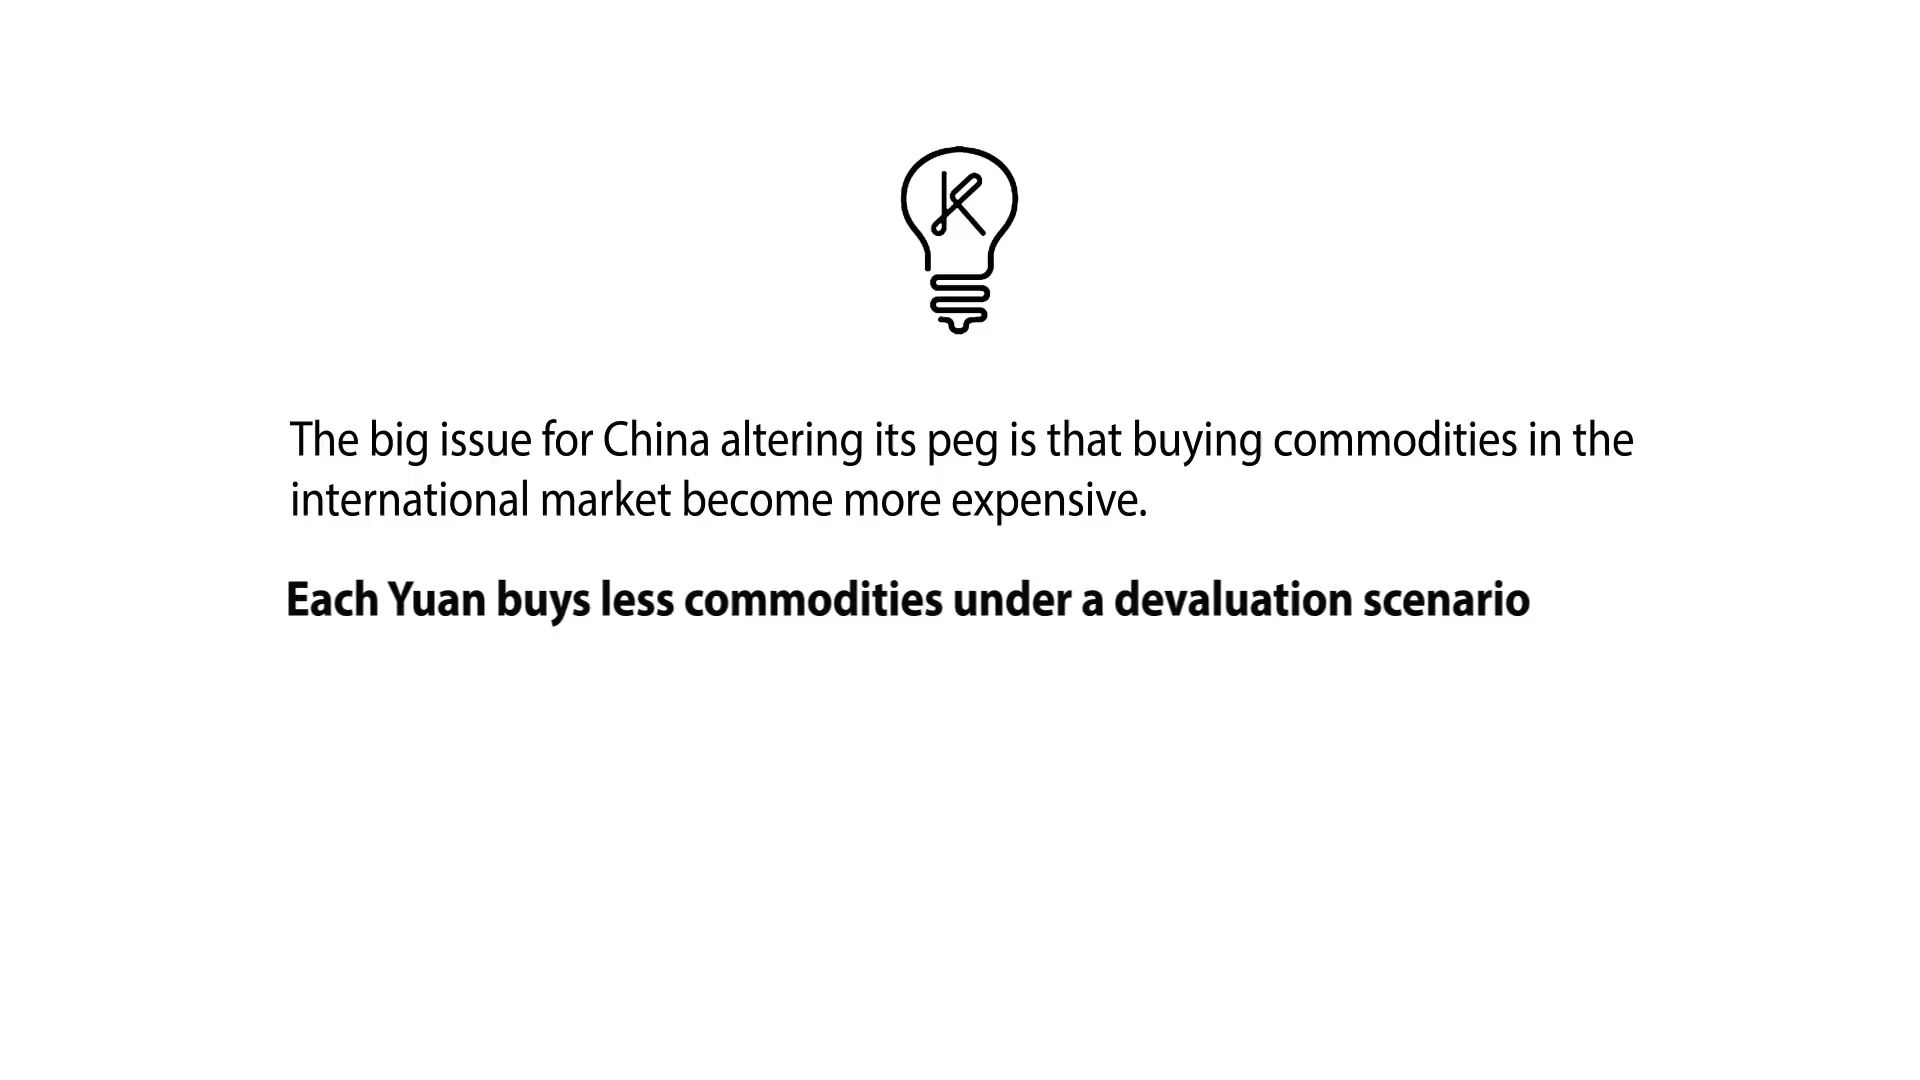 K
The big issue for China altering its peg is that buying commodities in the
international market become more expensive.
Each Yuan buys less commodities under a devaluation scenario